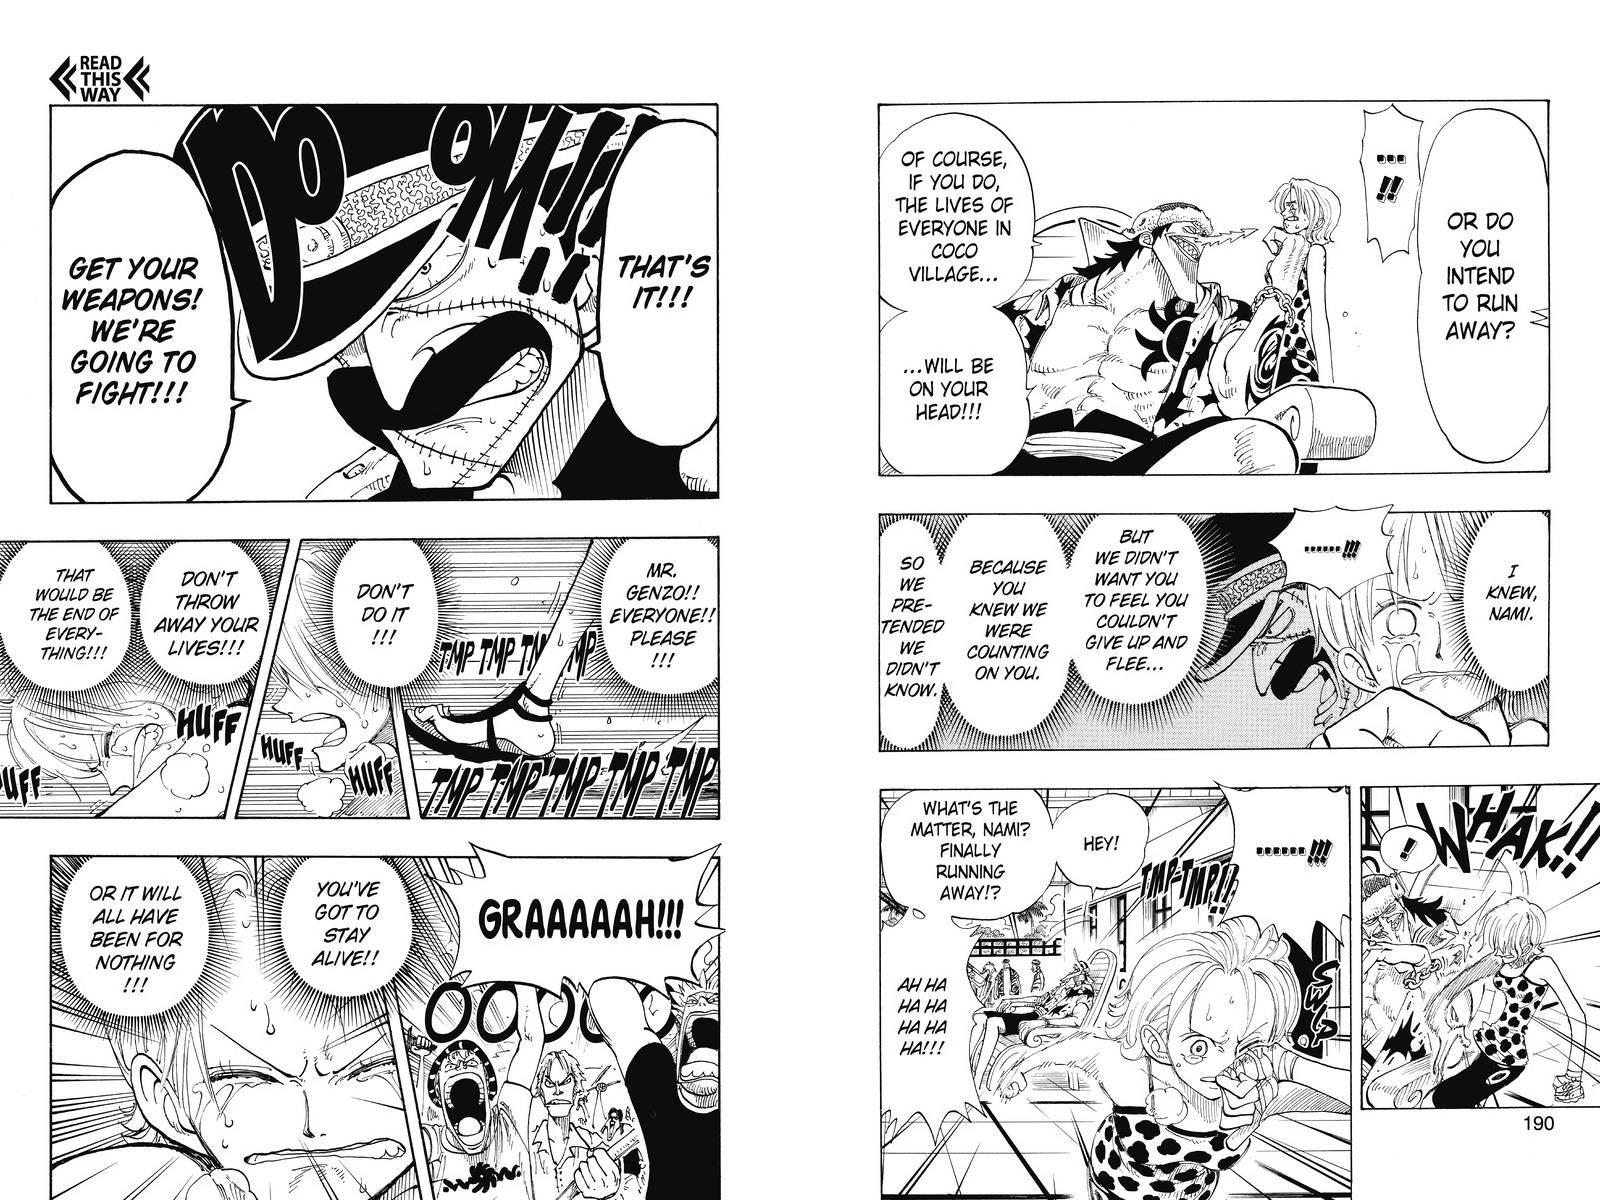 OR DO
YOU
INTEND
TO RUN
AWAY?
...
!!
OF COURSE,
IF YOU DO,
THE LIVES OF
EVERYONE IN
COCO
VILLAGE...
...WILL BE
ON YOUR
HEAD!!!
I
KNEW,
NAMI.
.......!!!
BUT
WE DIDN'T
WANT YOU
TO FEEL YOU
COULDN'T
GIVE UP AND
FLEE...
BECAUSE
YOU
KNEW WE
WERE
COUNTING
ON YOU.
SO
WE
PRE-
TENDED
WE
DIDN'T
KNOW.
WHAK!!
!
......!!!
TMP-TMP!!
SWIP
HEY!
WHAT'S THE
MATTER, NAMI?
FINALLY
RUNNING
AWAY!?
AH HA
HA HA
HA HA
HA!!!
190
READ
THIS
WAY
THAT'S
IT!!!
DOOM!!!
!!
GET YOUR
WEAPONS!
WE'RE
GOING TO
FIGHT!!!
MR.
GENZO!!
EVERYONE!!
PLEASE
!!!
TMP TMP TMP TMP
TMP TMP TMP TMP TMP
DON'T
DO IT
!!!
HUFF
HUFF
DON'T
THROW
AWAY YOUR
LIVES!!!
THAT
WOULD BE
THE END OF
EVERY-
THING!!!
HUFF
HUFF
GRAAAAAH!!!
OOOOO
YOU'VE
GOT TO
STAY
ALIVE!!
OR IT WILL
ALL HAVE
BEEN FOR
NOTHING
!!!